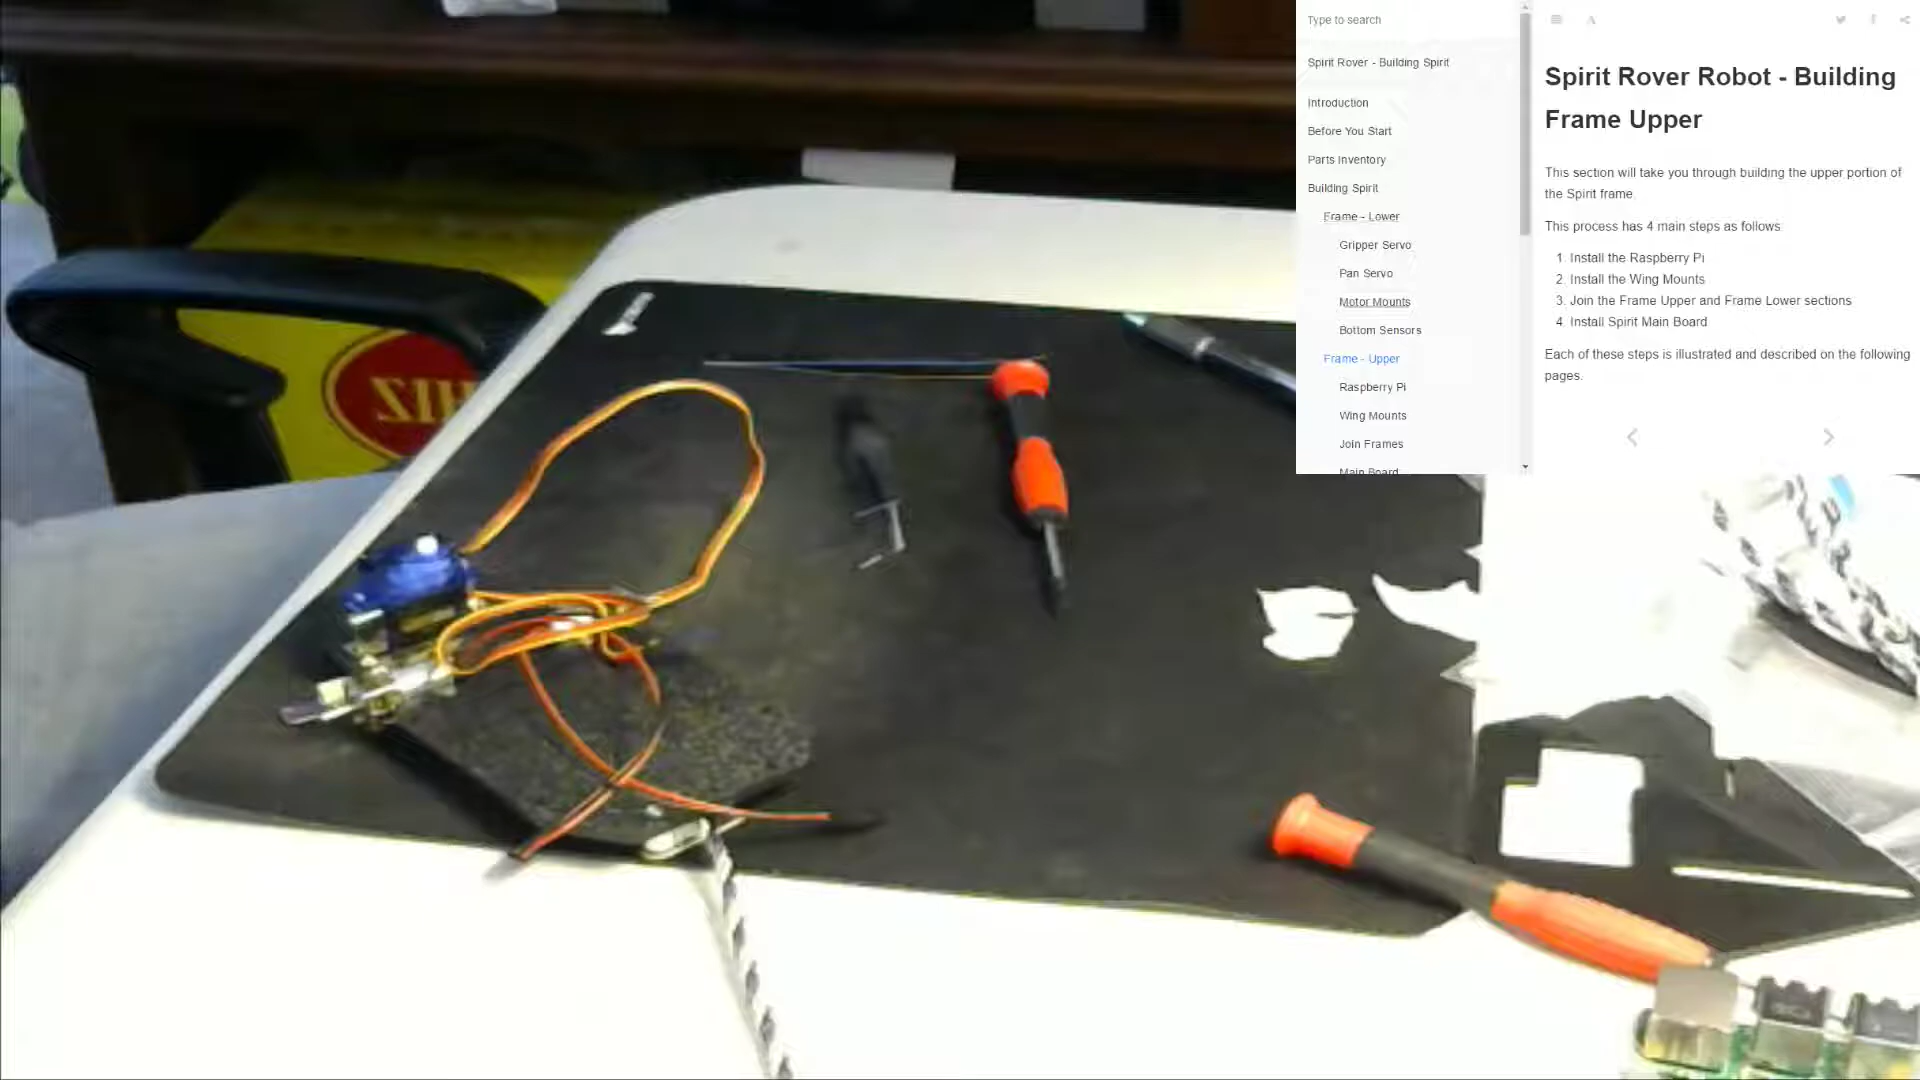 Type to search
Spirit Rover - Building Spirit
Introduction
Before You Start
Parts Inventory
Building Spirit
Frame - Lower
Gripper Servo
Pan Servo
Motor Mounts
Bottom Sensors
Frame - Upper
Raspberry Pi
Wing Mounts
Join Frames
Main Board
A
Spirit Rover Robot - Building
Frame Upper
This section will take you through building the upper portion of
the Spirit frame.
This process has 4 main steps as follows
1. Install the Raspberry Pi
2. Install the Wing Mounts
3. Join the Frame Upper and Frame Lower sections
4. Install Spirit Main Board
Each of these steps is illustrated and described on the following
pages.